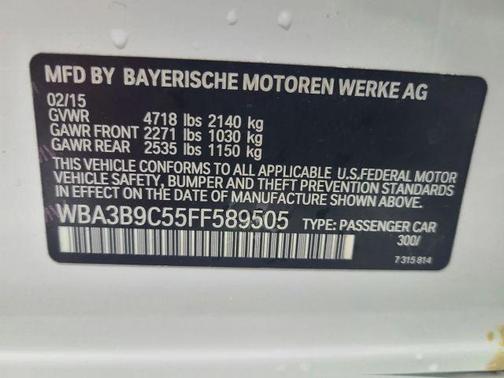 MFD BY BAYERISCHE MOTOREN WERKE AG
02/15
GVWR 4718 lbs 2140 kg
GAWR FRONT 2271 lbs 1030 kg
GAWR REAR 2535 lbs 1150 kg
THIS VEHICLE CONFORMS TO ALL APPLICABLE U.S.FEDERAL MOTOR
VEHICLE SAFETY, BUMPER AND THEFT PREVENTION STANDARDS
IN EFFECT ON THE DATE OF MANUFACTURE SHOWN ABOVE.
WBA3B9C55FF589505 TYPE: PASSENGER CAR
300/
7 315 814